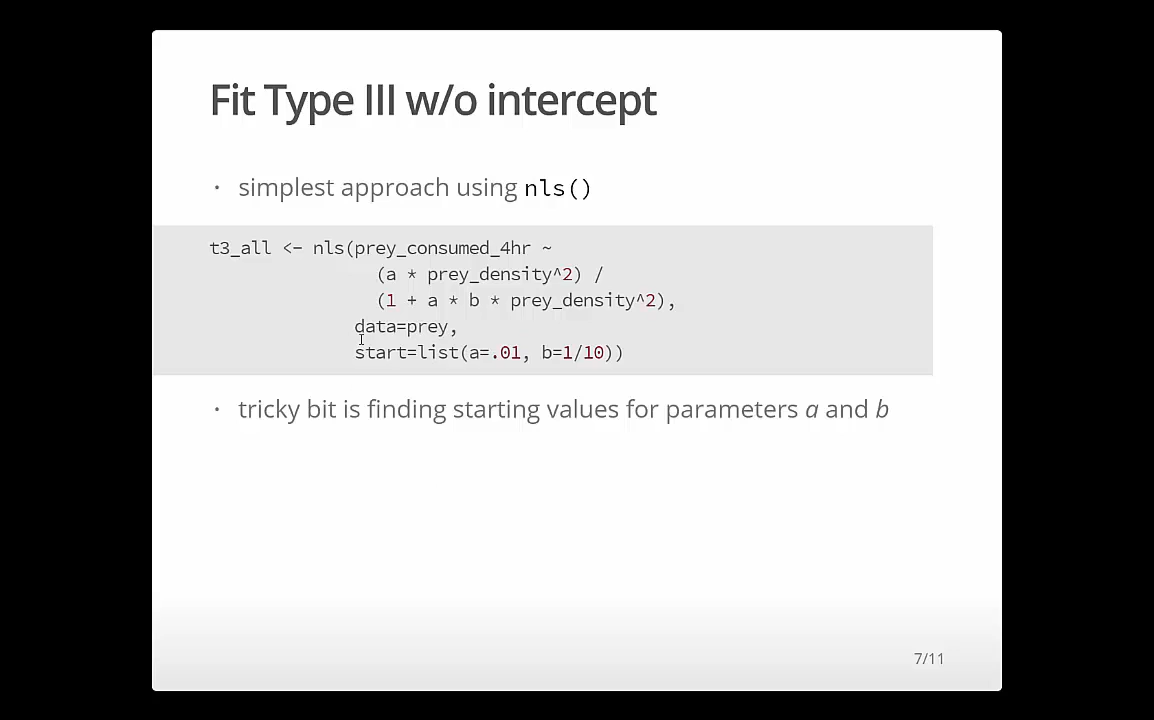 Fit Type III w/o intercept
• simplest approach using nls()
t3_all <- nls(prey_consumed_4hr ~
(a * prey_density^2) /
(1 + a * b * prey_density^2),
data=prey,
start=list(a=.01, b=1/10))
• tricky bit is finding starting values for parameters a and b
7/11